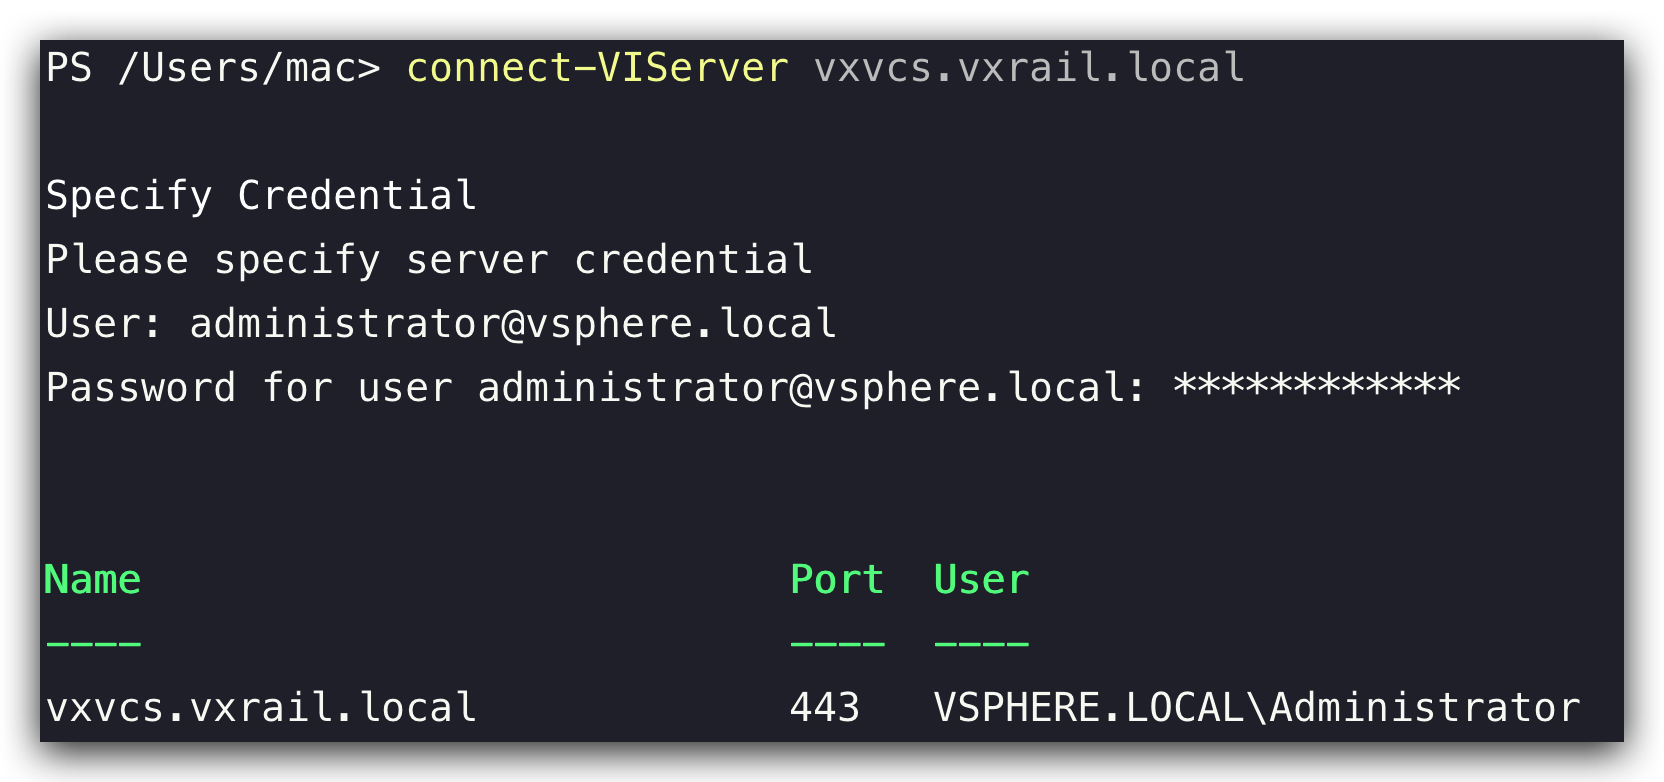 PS /Users/mac> connect-VIServer vxvcs.vxrail.local
Specify Credential
Please specify server credential
User: administrator@vsphere.local
Password for user administrator@vsphere.local: ************
Name Port User
---- ---- ----
vxvcs.vxrail.local 443 VSPHERE.LOCAL\Administrator